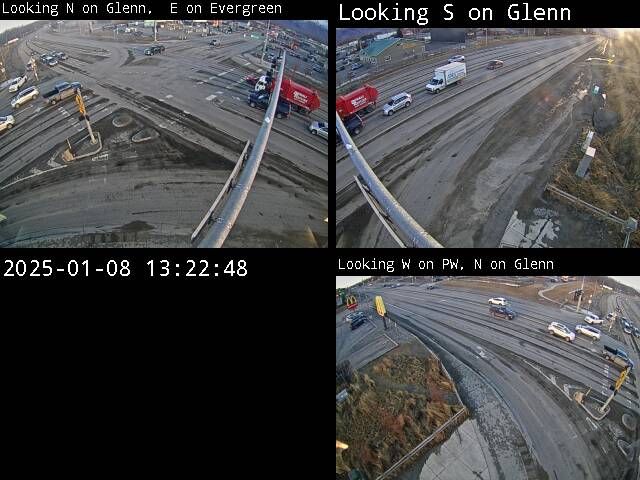 Looking N on Glenn,  E on Evergreen
Looking S on Glenn
2025-01-08 13:22:48
Looking W on PW, N on Glenn